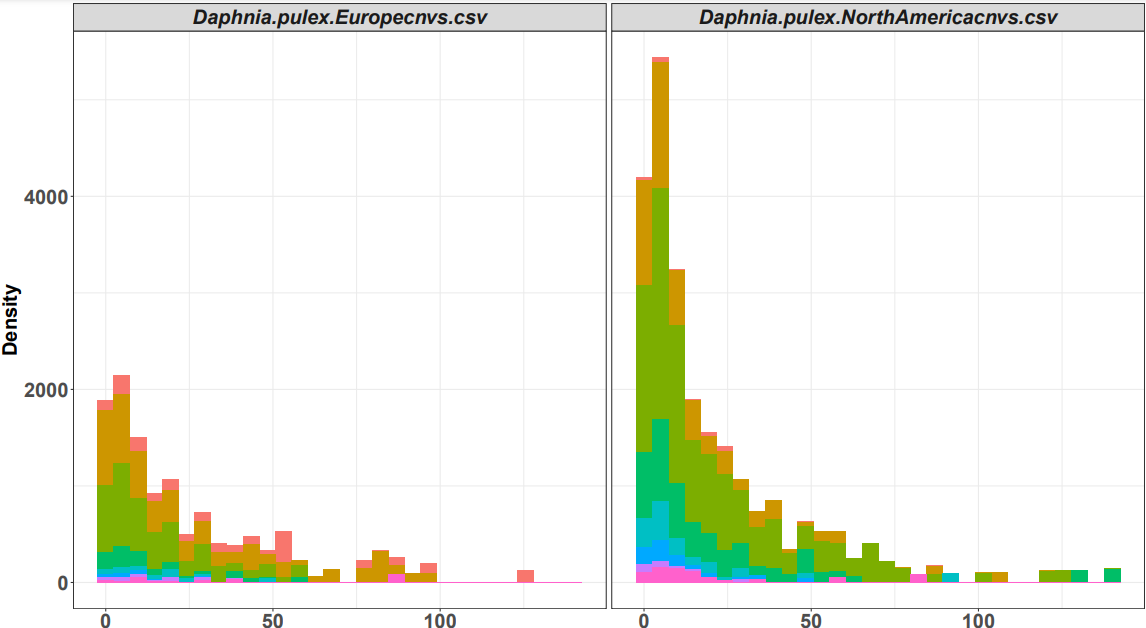 Daphnia.pulex.Europecnvs.csv
Daphnia.pulex.NorthAmericacnvs.csv
Density
4000
2000
0
0 50 100
0 50 100